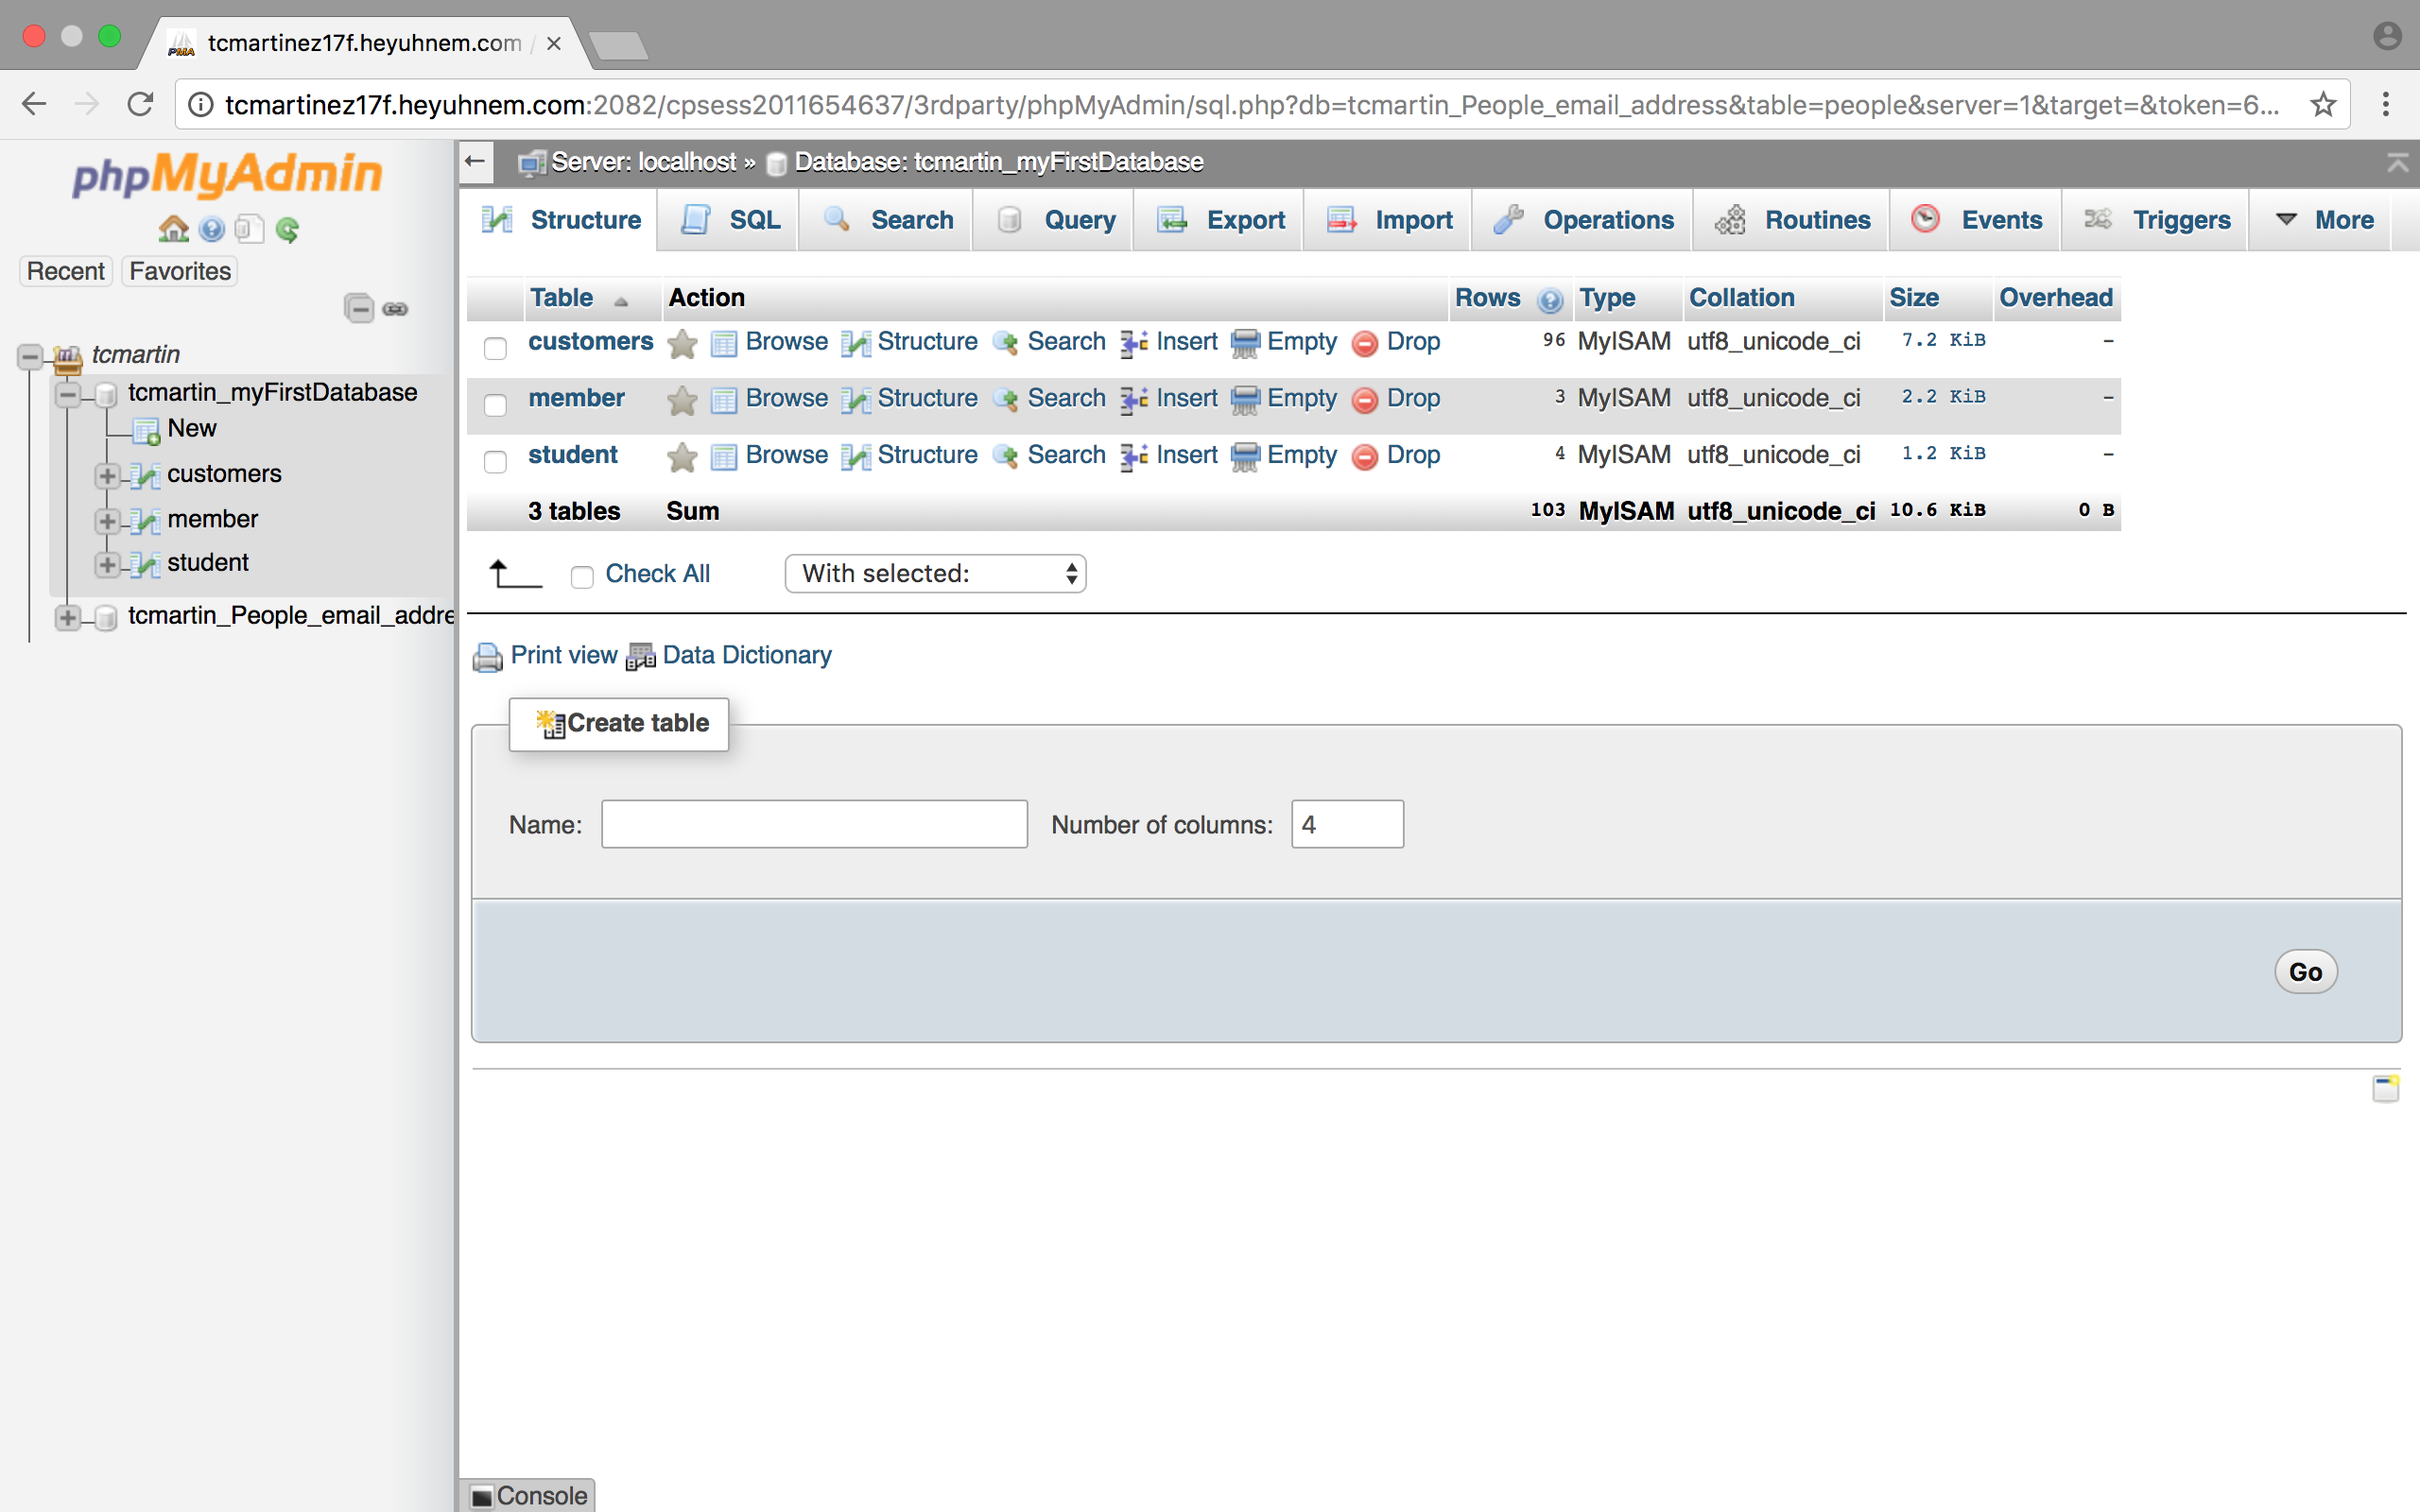 tcmartinez17f.heyuhnem.com /
tcmartinez17f.heyuhnem.com:2082/cpsess2011654637/3rdparty/phpMyAdmin/sql.php?db=tcmartin_People_email_address&table=people&server=1&target=&token=6...
phpMyAdmin
Recent Favorites
tcmartin
tcmartin_myFirstDatabase
New
customers
member
student
tcmartin_People_email_addre
Server: localhost » Database: tcmartin_myFirstDatabase
Structure SQL Search Query Export Import Operations Routines Events Triggers More
Table Action Rows Type Collation Size Overhead
customers Browse Structure Search Insert Empty Drop 96 MyISAM utf8_unicode_ci 7.2 KiB –
member Browse Structure Search Insert Empty Drop 3 MyISAM utf8_unicode_ci 2.2 KiB –
student Browse Structure Search Insert Empty Drop 4 MyISAM utf8_unicode_ci 1.2 KiB –
3 tables Sum 103 MyISAM utf8_unicode_ci 10.6 KiB 0 B
Check All With selected:
Print view Data Dictionary
Create table
Name: Number of columns: 4
Go
Console